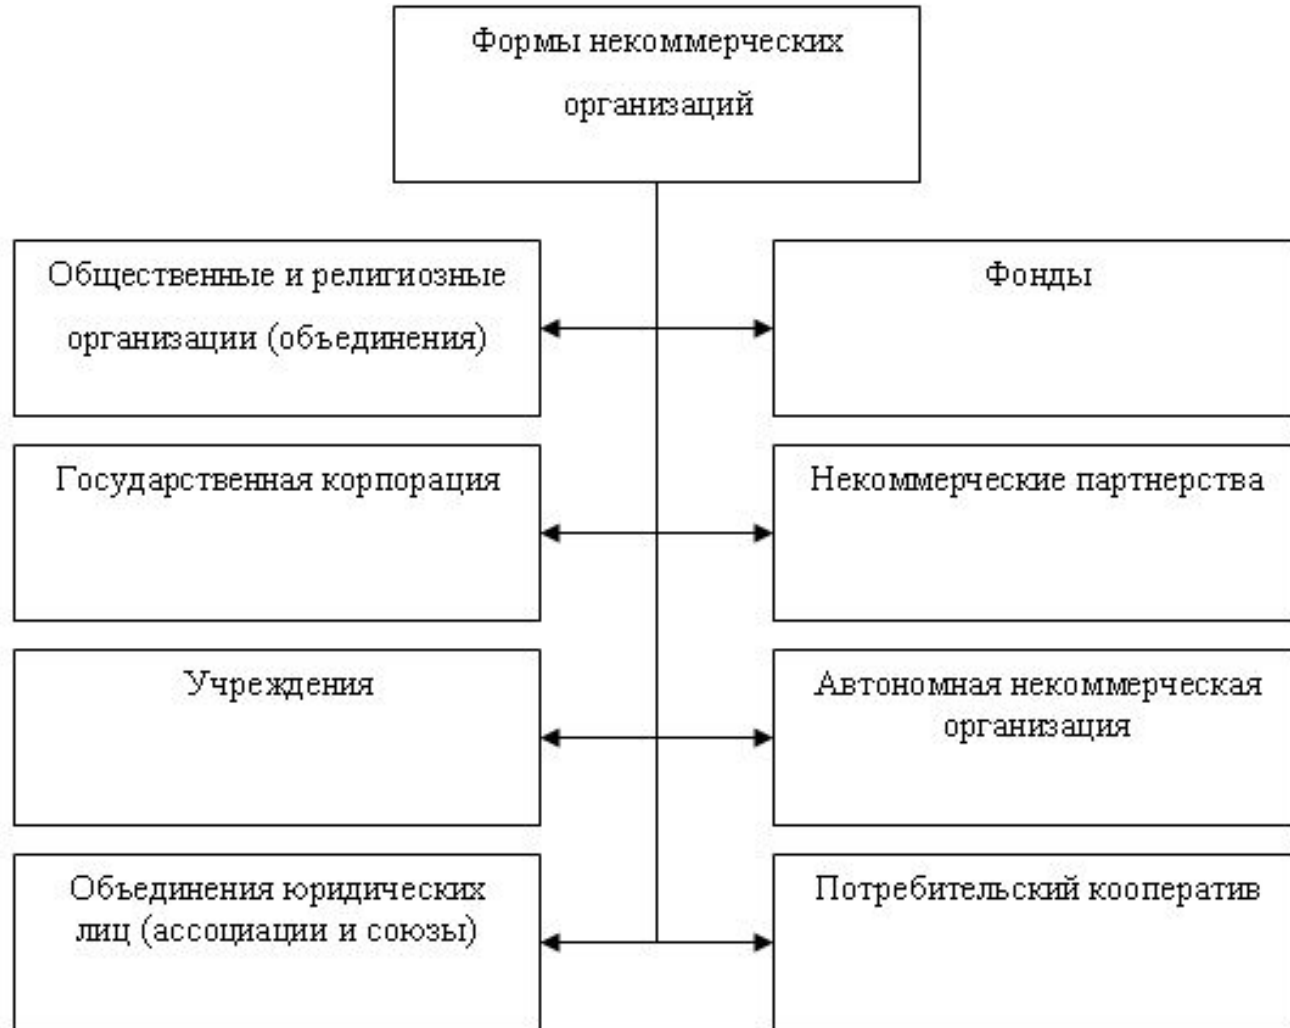 Формы некоммерческих
организаций
Общественные и религиозные
организации (объединения)
Фонды
Государственная корпорация
Некоммерческие партнерства
Учреждения
Автономная некоммерческая
организация
Объединения юридических
лиц (ассоциации и союзы)
Потребительский кооператив